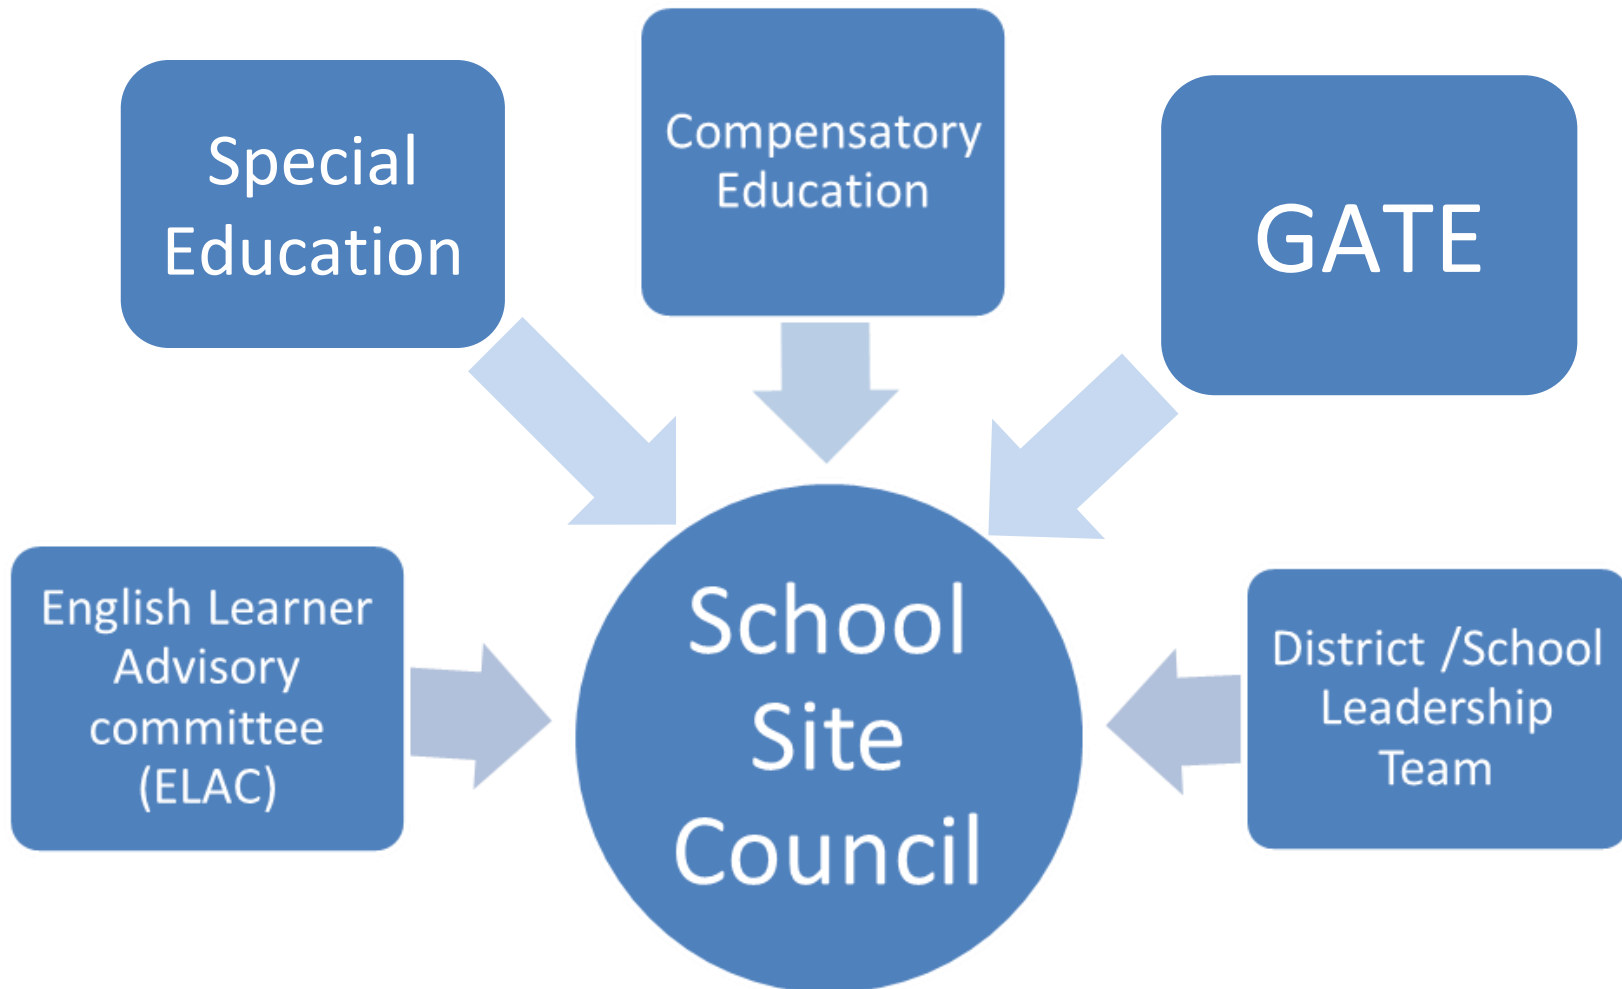 Special
Education
Compensatory
Education
GATE
English Learner
Advisory
committee
(ELAC)
School
Site
Council
District /School
Leadership
Team